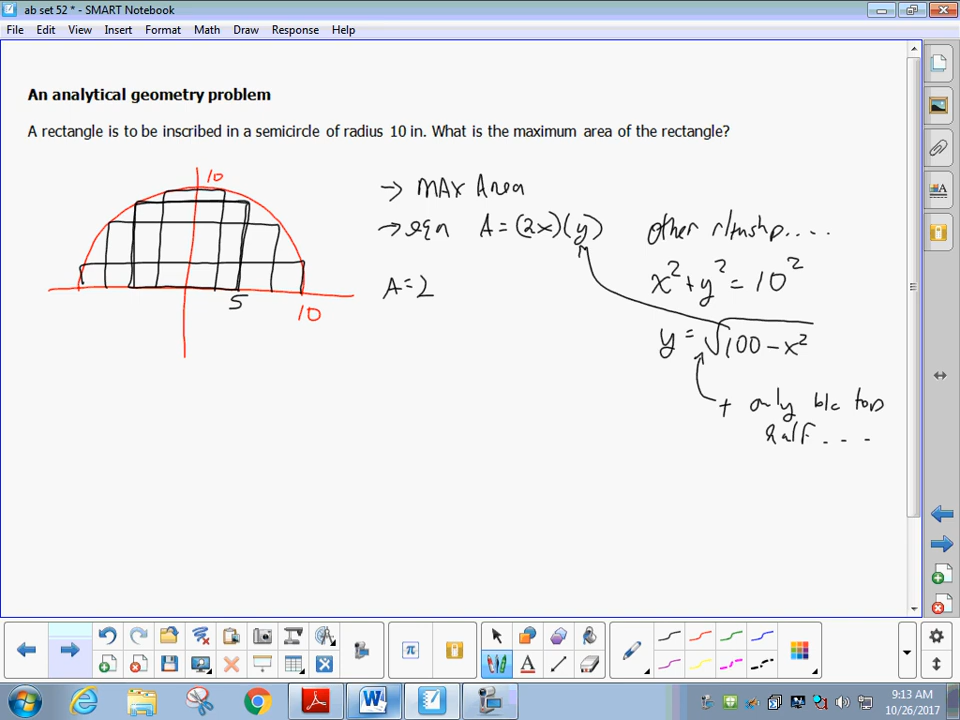 ab set 52 * - SMART Notebook
File Edit View Insert Format Math Draw Response Help
An analytical geometry problem
A rectangle is to be inscribed in a semicircle of radius 10 in. What is the maximum area of the rectangle?
10
5
10
→ MAX Area
→ eqn A = (2x)(y)
A = 2
other rltnshp....
x² + y² = 10²
y = √100 - x²
+ only b/c top
half . . .
9:13 AM
10/26/2017